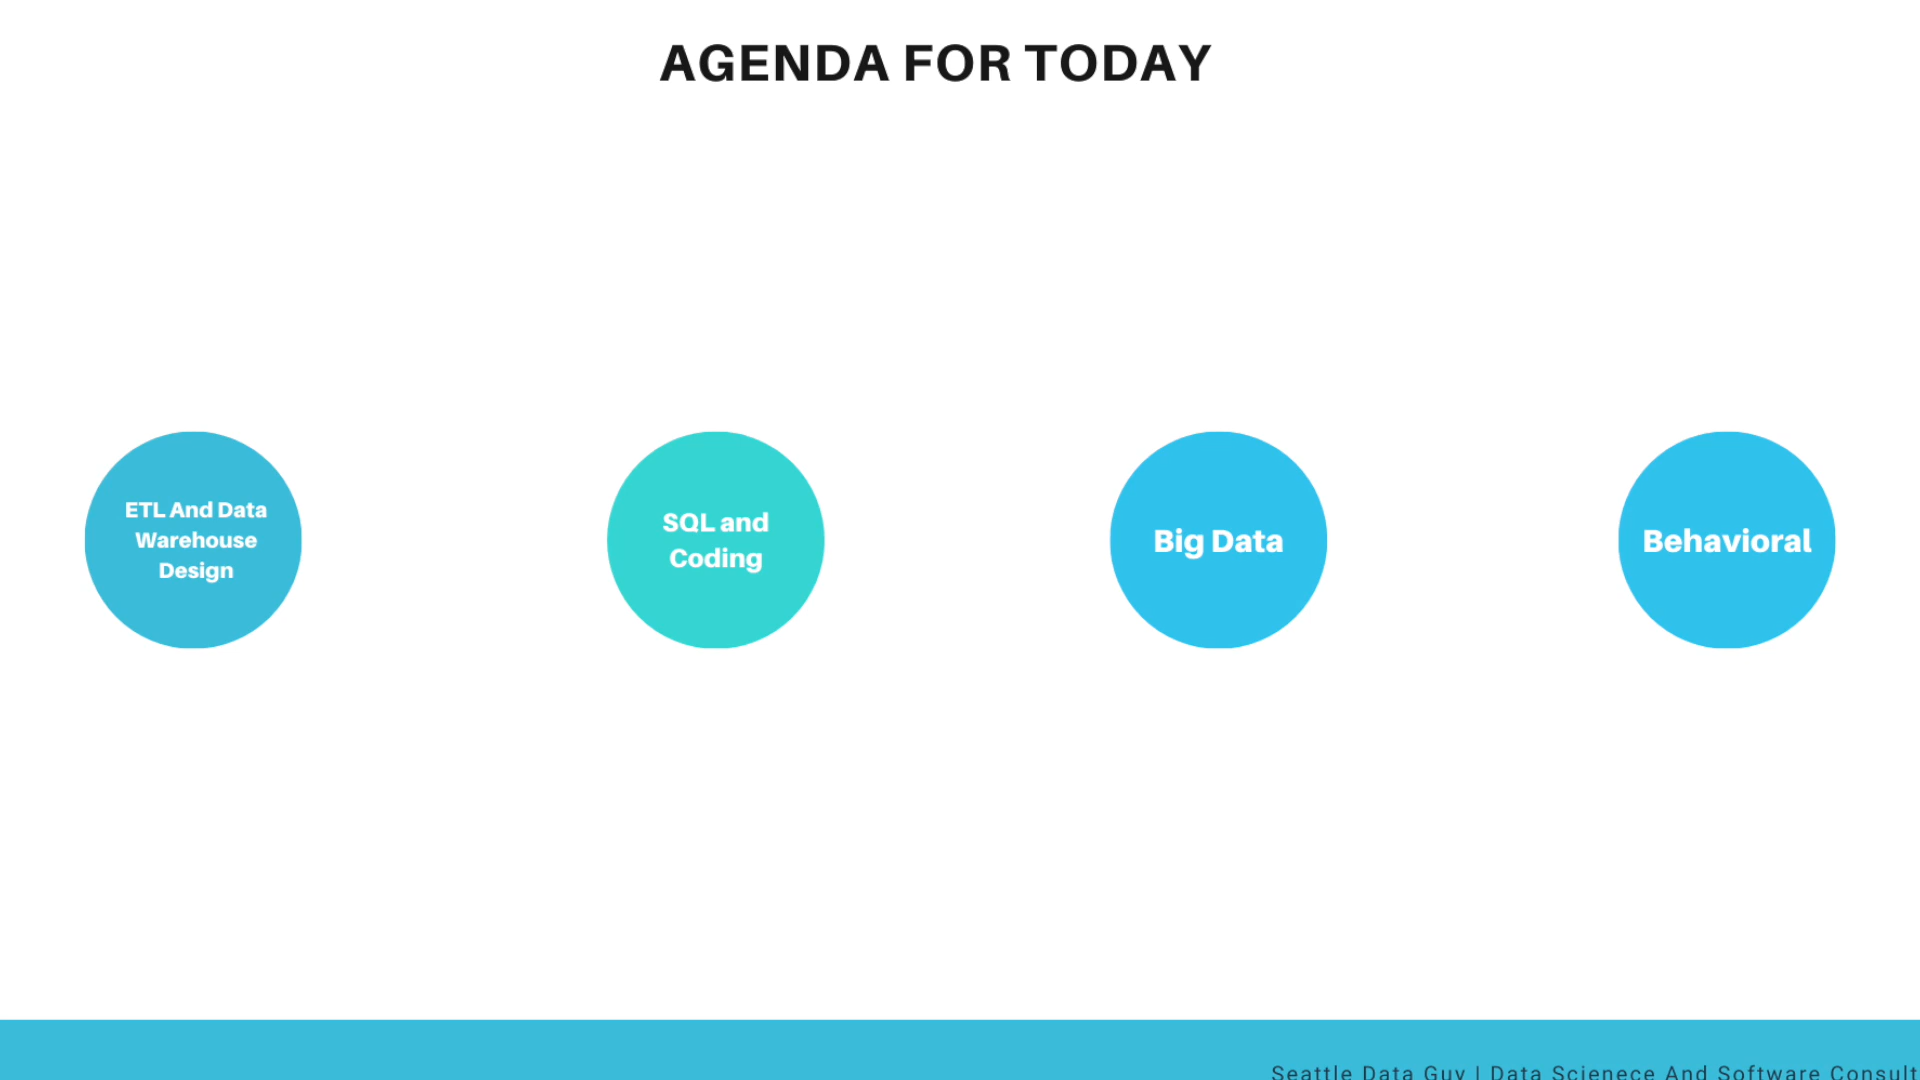 AGENDA FOR TODAY
ETL And Data
Warehouse
Design
SQL and
Coding
Big Data
Behavioral
Seattle Data Guy | Data Scienece And Software Consult